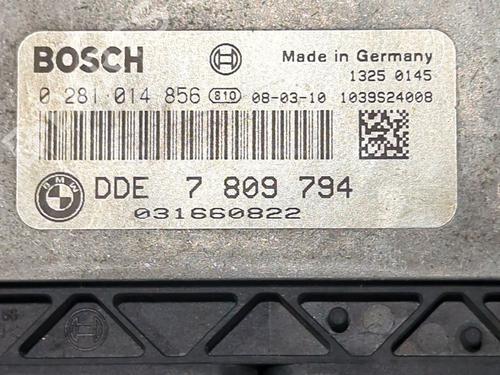 BOSCH
Made in Germany
1325 0145
0 281 014 856 810 08-03-10 1039S24008
BMW
DDE 7 809 794
031660822